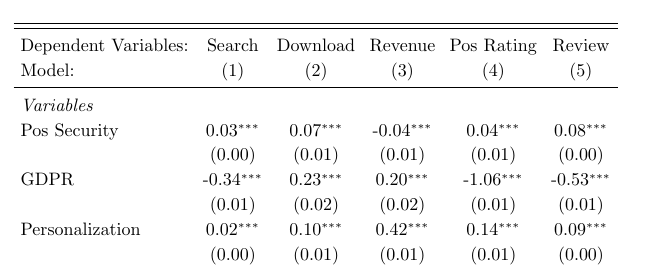 Dependent Variables: Search Download Revenue Pos Rating Review
Model: (1) (2) (3) (4) (5)
Variables
Pos Security 0.03*** 0.07*** -0.04*** 0.04*** 0.08***
(0.00) (0.01) (0.01) (0.01) (0.00)
GDPR -0.34*** 0.23*** 0.20*** -1.06*** -0.53***
(0.01) (0.02) (0.02) (0.01) (0.01)
Personalization 0.02*** 0.10*** 0.42*** 0.14*** 0.09***
(0.00) (0.01) (0.01) (0.01) (0.00)